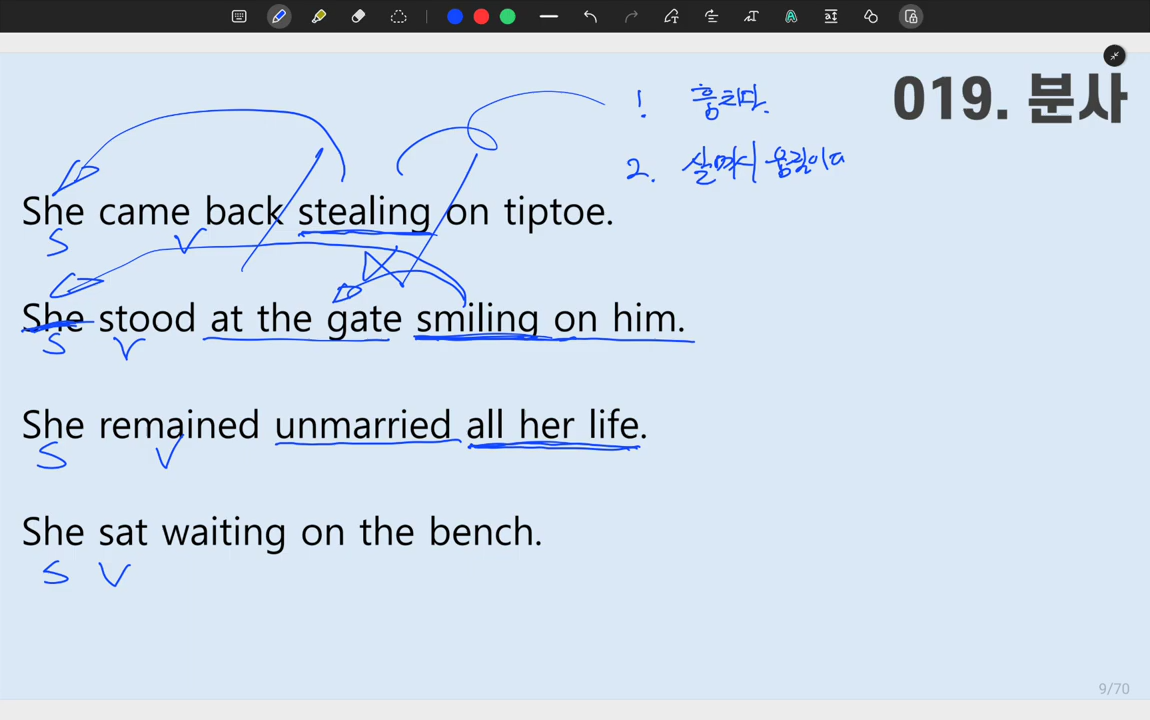 019. 분사
1. 훔치다.
2. 살며시 움직이다
She came back stealing on tiptoe.
S V
She stood at the gate smiling on him.
S V
She remained unmarried all her life.
S V
She sat waiting on the bench.
S V
9/70